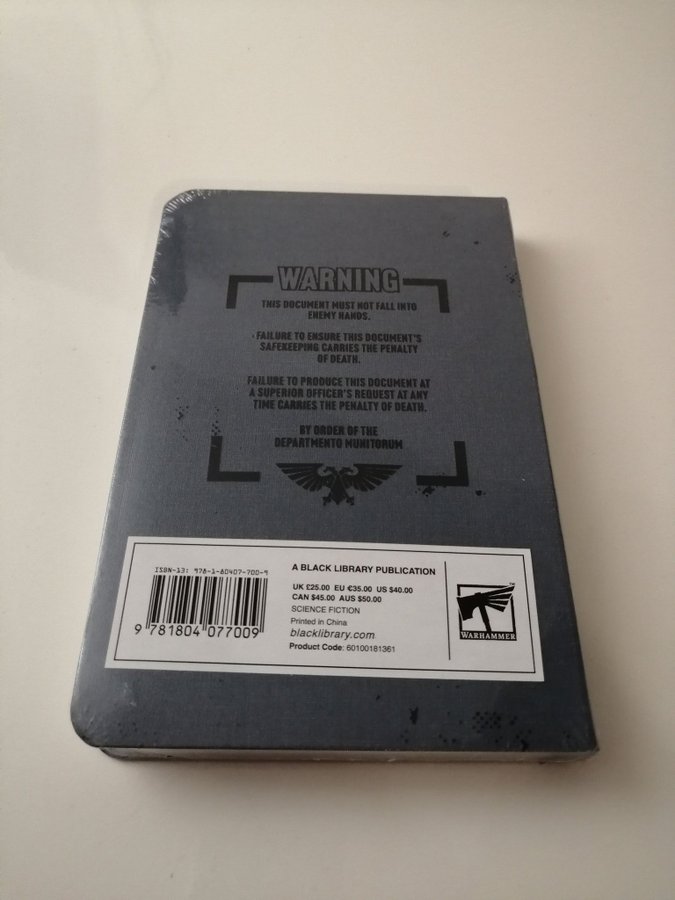 WARNING
THIS DOCUMENT MUST NOT FALL INTO
ENEMY HANDS.
FAILURE TO ENSURE THIS DOCUMENT'S
SAFEKEEPING CARRIES THE PENALTY
OF DEATH.
FAILURE TO PRODUCE THIS DOCUMENT AT
A SUPERIOR OFFICER'S REQUEST AT ANY
TIME CARRIES THE PENALTY OF DEATH.
BY ORDER OF THE
DEPARTMENTO MUNITORUM
ISBN-13: 978-1-80407-700-9
9 781804 077009
A BLACK LIBRARY PUBLICATION
UK £25.00 EU €35.00 US $40.00
CAN $45.00 AUS $50.00
SCIENCE FICTION
Printed in China
blacklibrary.com
Product Code: 60100181361
WARHAMMER
™